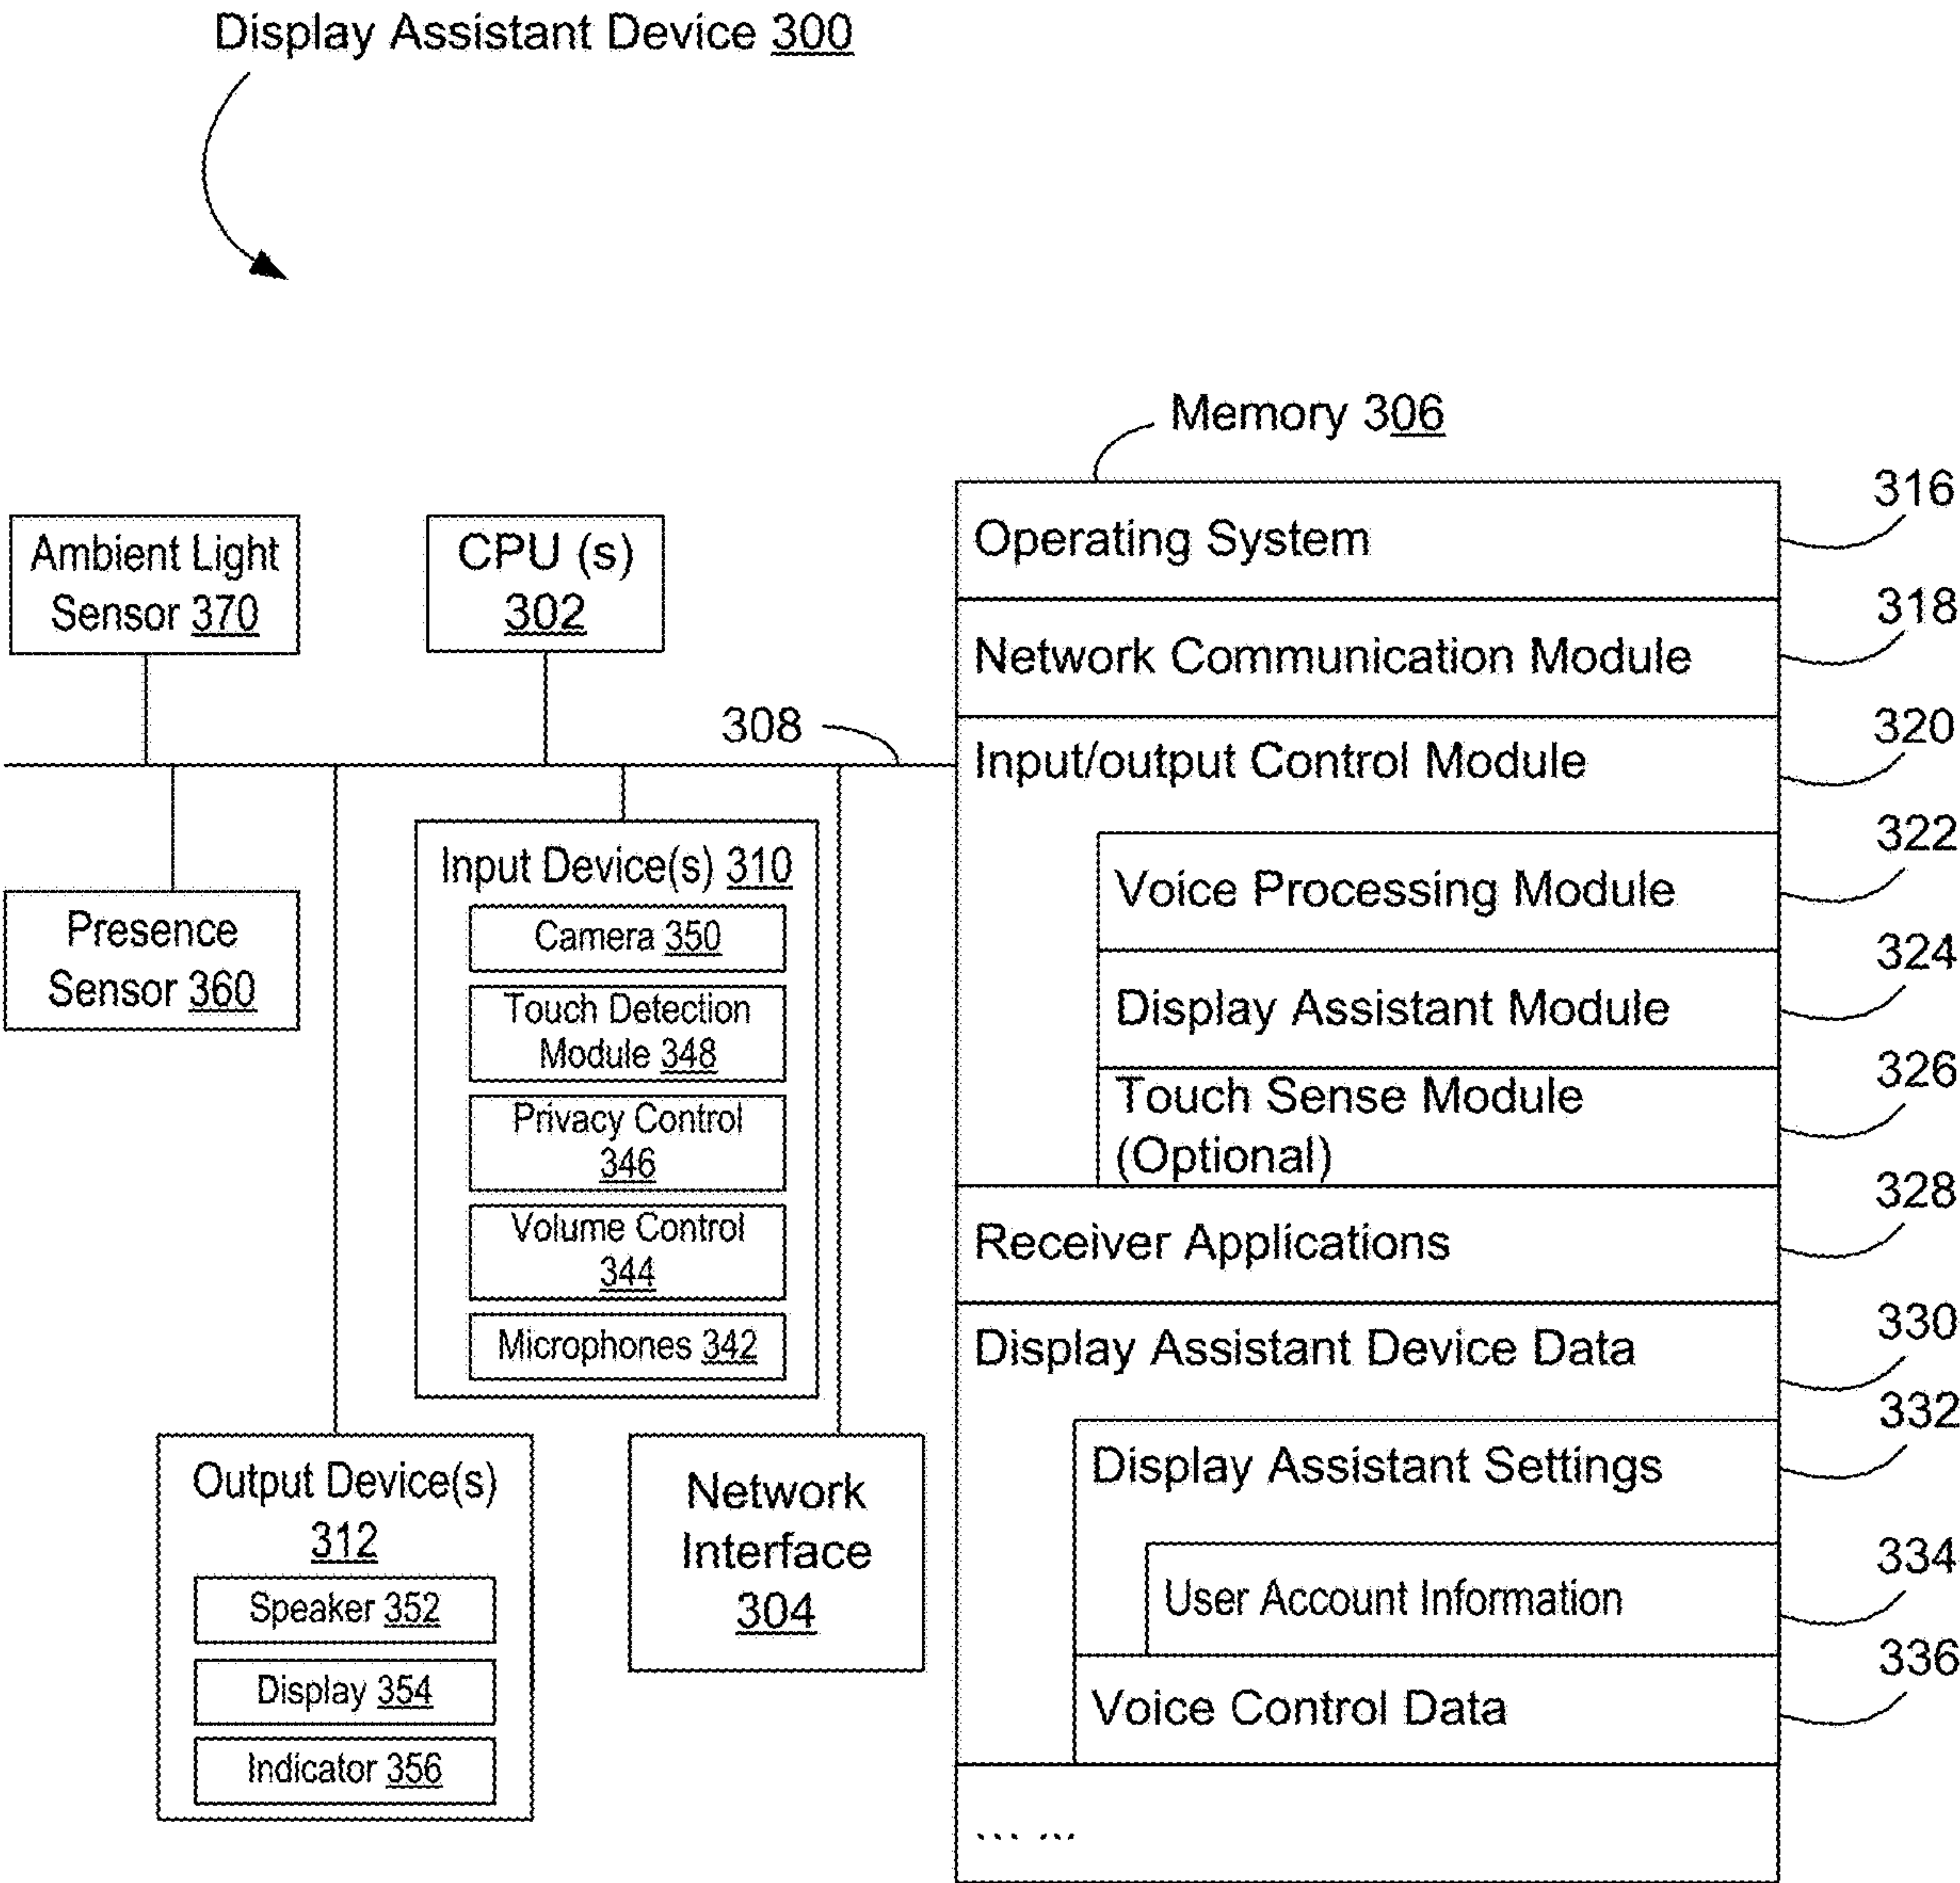 Display Assistant Device 300
Memory 306
Ambient Light
Sensor 370
CPU (s)
302
308
Presence
Sensor 360
Input Device(s) 310
Camera 350
Touch Detection
Module 348
Privacy Control
346
Volume Control
344
Microphones 342
Output Device(s)
312
Speaker 352
Display 354
Indicator 356
Network
Interface
304
Operating System
316
Network Communication Module
318
Input/output Control Module
320
Voice Processing Module
322
Display Assistant Module
324
Touch Sense Module
(Optional)
326
Receiver Applications
328
Display Assistant Device Data
330
Display Assistant Settings
332
User Account Information
334
Voice Control Data
336
... ...